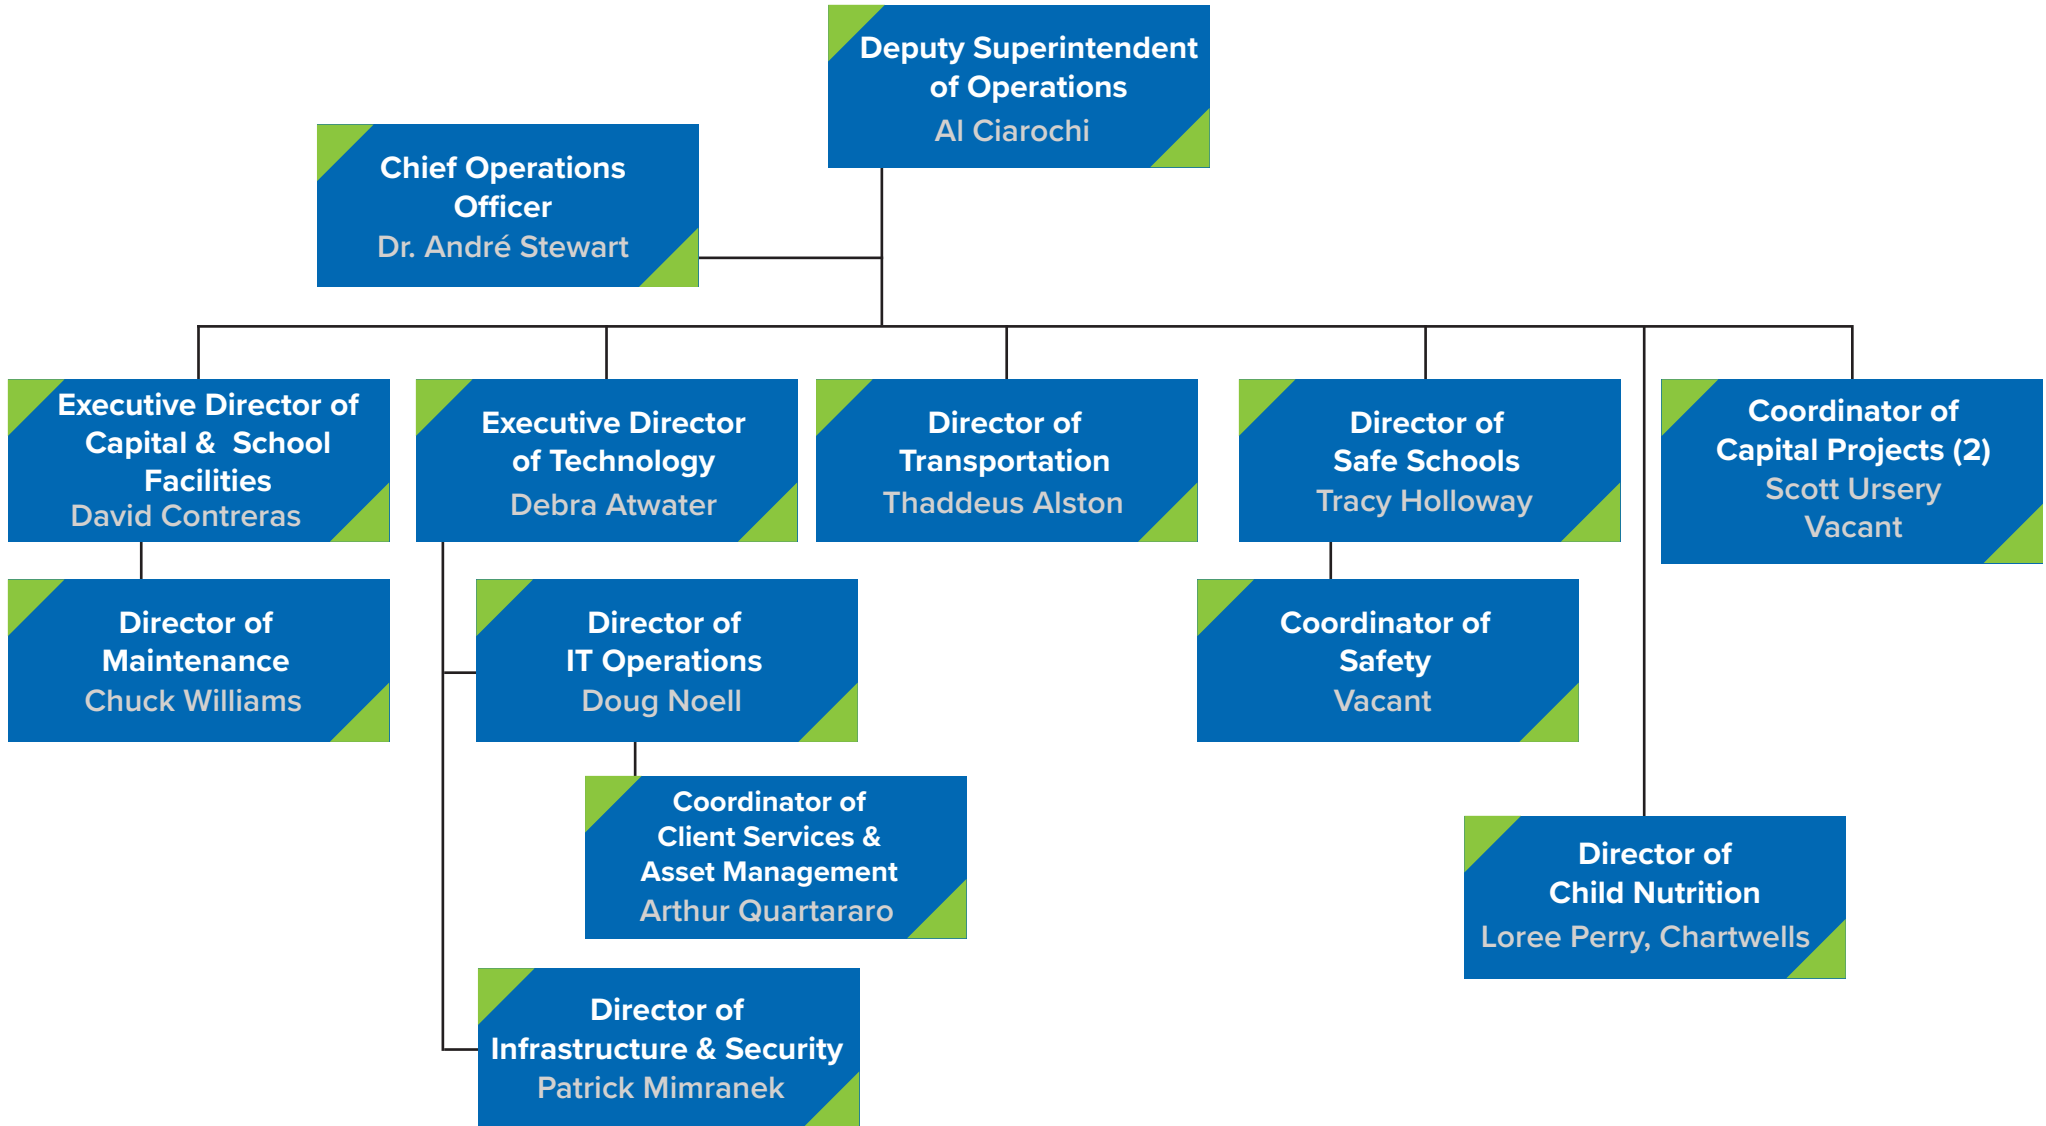 Deputy Superintendent
of Operations
Al Ciarochi
Chief Operations
Officer
Dr. André Stewart
Executive Director of
Capital &  School
Facilities
David Contreras
Executive Director
of Technology
Debra Atwater
Director of
Transportation
Thaddeus Alston
Director of
Safe Schools
Tracy Holloway
Coordinator of
Capital Projects (2)
Scott Ursery
Vacant
Director of
Maintenance
Chuck Williams
Director of
IT Operations
Doug Noell
Coordinator of
Safety
Vacant
Coordinator of
Client Services &
Asset Management
Arthur Quartararo
Director of
Child Nutrition
Loree Perry, Chartwells
Director of
Infrastructure & Security
Patrick Mimranek